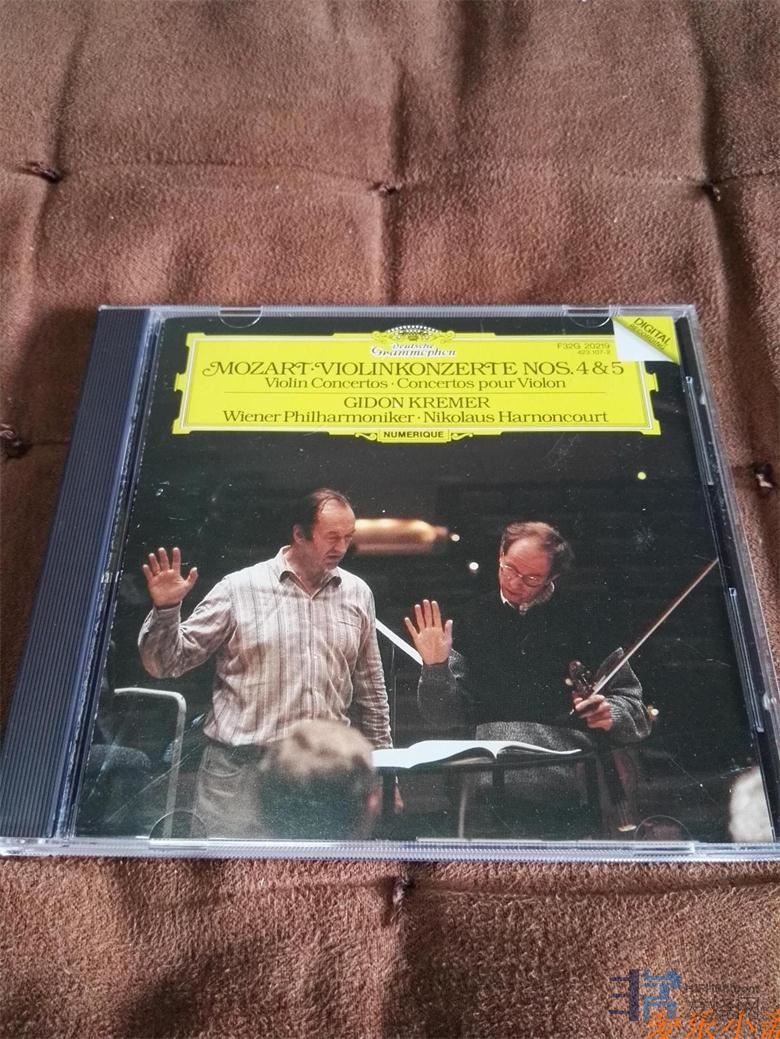 DIGITAL
RECORDING
Deutsche
Grammophon
F32G 20219
423 107-2
MOZART·VIOLINKONZERTE NOS. 4 & 5
Violin Concertos · Concertos pour Violon
GIDON KREMER
Wiener Philharmoniker · Nikolaus Harnoncourt
NUMERIQUE